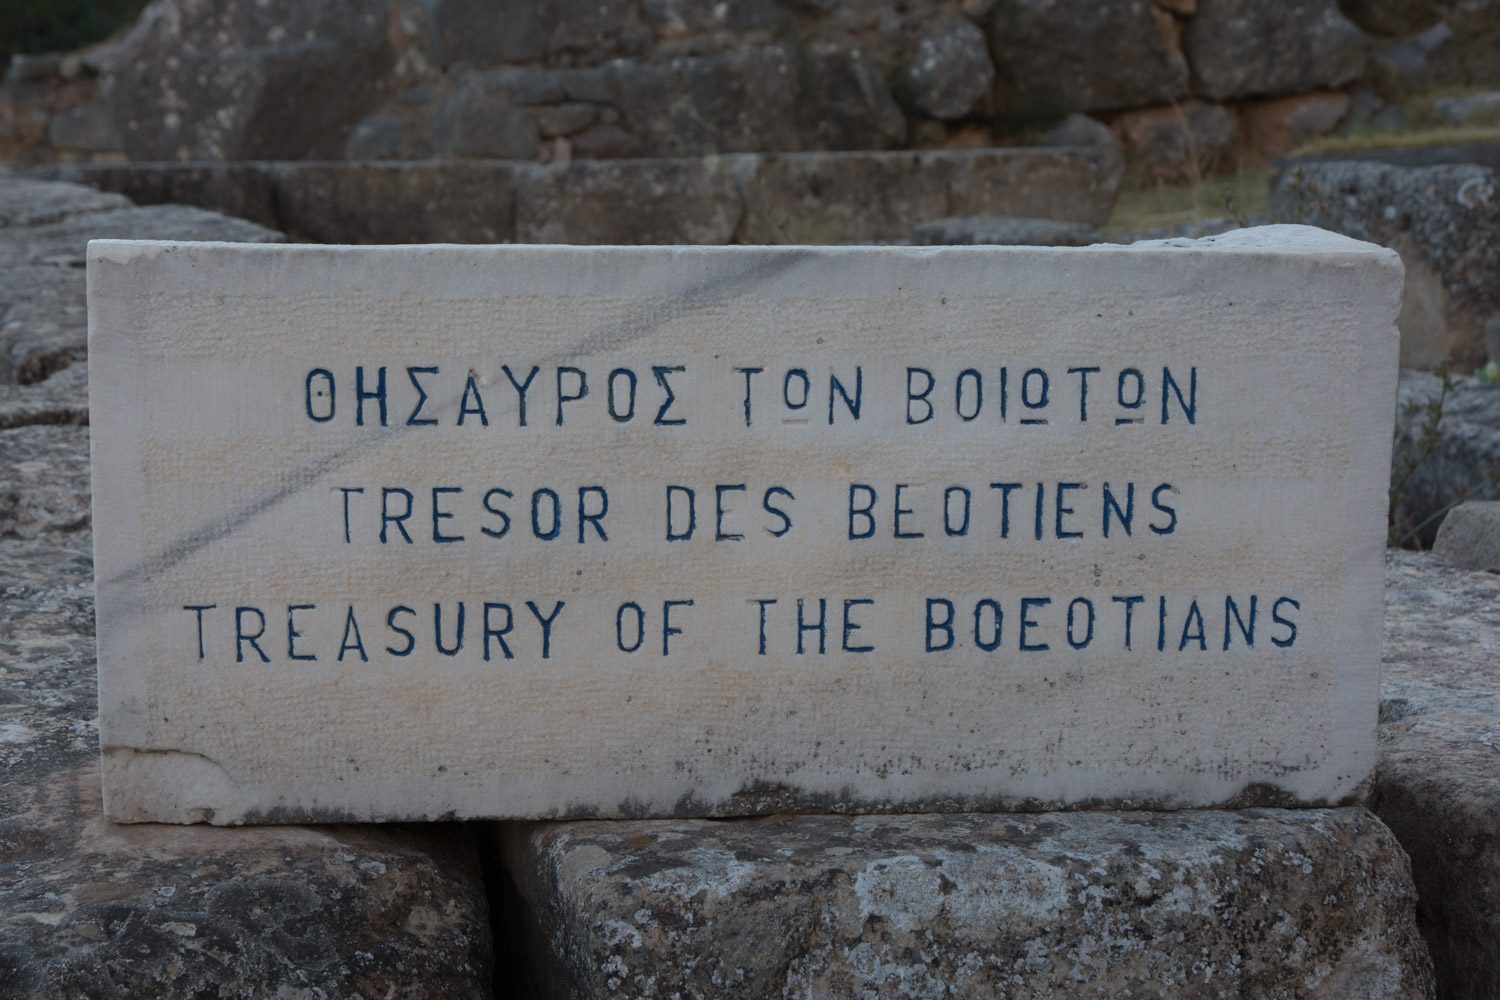 ΘΗΣΑΥΡΟΣ ΤΩΝ ΒΟΙΩΤΩΝ
TRESOR DES BEOTIENS
TREASURY OF THE BOEOTIANS